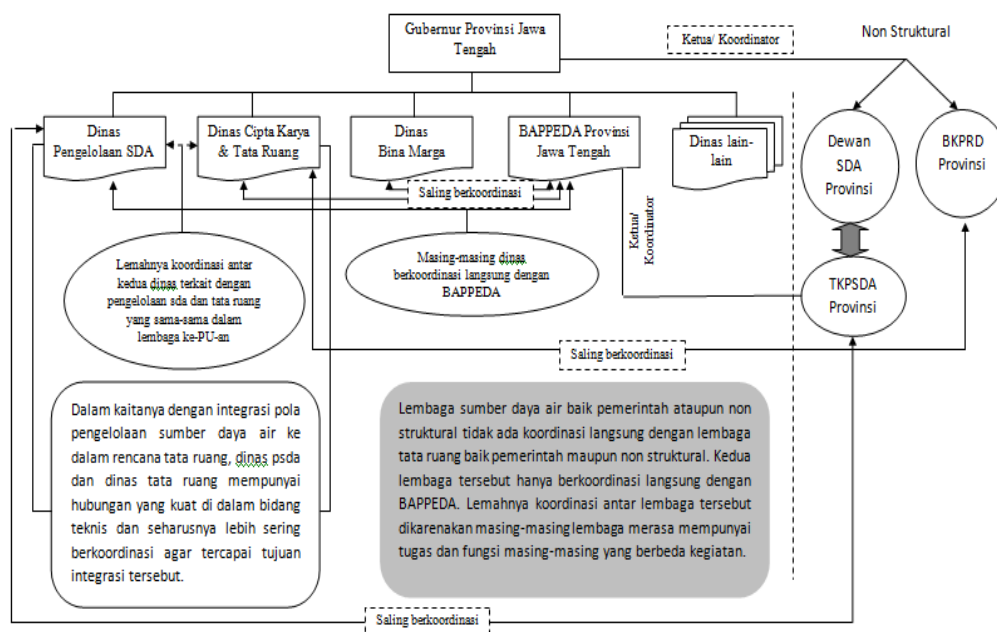 Gubernur Provinsi Jawa
Tengah
Ketua/ Koordinator
Non Struktural
Dinas
Pengelolaan SDA
Dinas Cipta Karya
& Tata Ruang
Dinas
Bina Marga
BAPPEDA Provinsi
Jawa Tengah
Dinas lain-
lain
Dewan
SDA
Provinsi
BKPRD
Provinsi
Saling berkoordinasi
Ketua/
Koordinator
Lemahnya koordinasi antar
kedua dinas terkait dengan
pengelolaan sda dan tata ruang
yang sama-sama dalam
lembaga ke-PU-an
Masing-masing dinas
berkoordinasi langsung dengan
BAPPEDA
TKPSDA
Provinsi
Saling berkoordinasi
Dalam kaitanya dengan integrasi pola
pengelolaan sumber daya air ke
dalam rencana tata ruang, dinas psda
dan dinas tata ruang mempunyai
hubungan yang kuat di dalam bidang
teknis dan seharusnya lebih sering
berkoordinasi agar tercapai tujuan
integrasi tersebut.
Lembaga sumber daya air baik pemerintah ataupun non
struktural tidak ada koordinasi langsung dengan lembaga
tata ruang baik pemerintah maupun non struktural. Kedua
lembaga tersebut hanya berkoordinasi langsung dengan
BAPPEDA. Lemahnya koordinasi antar lembaga tersebut
dikarenakan masing-masing lembaga merasa mempunyai
tugas dan fungsi masing-masing yang berbeda kegiatan.
Saling berkoordinasi